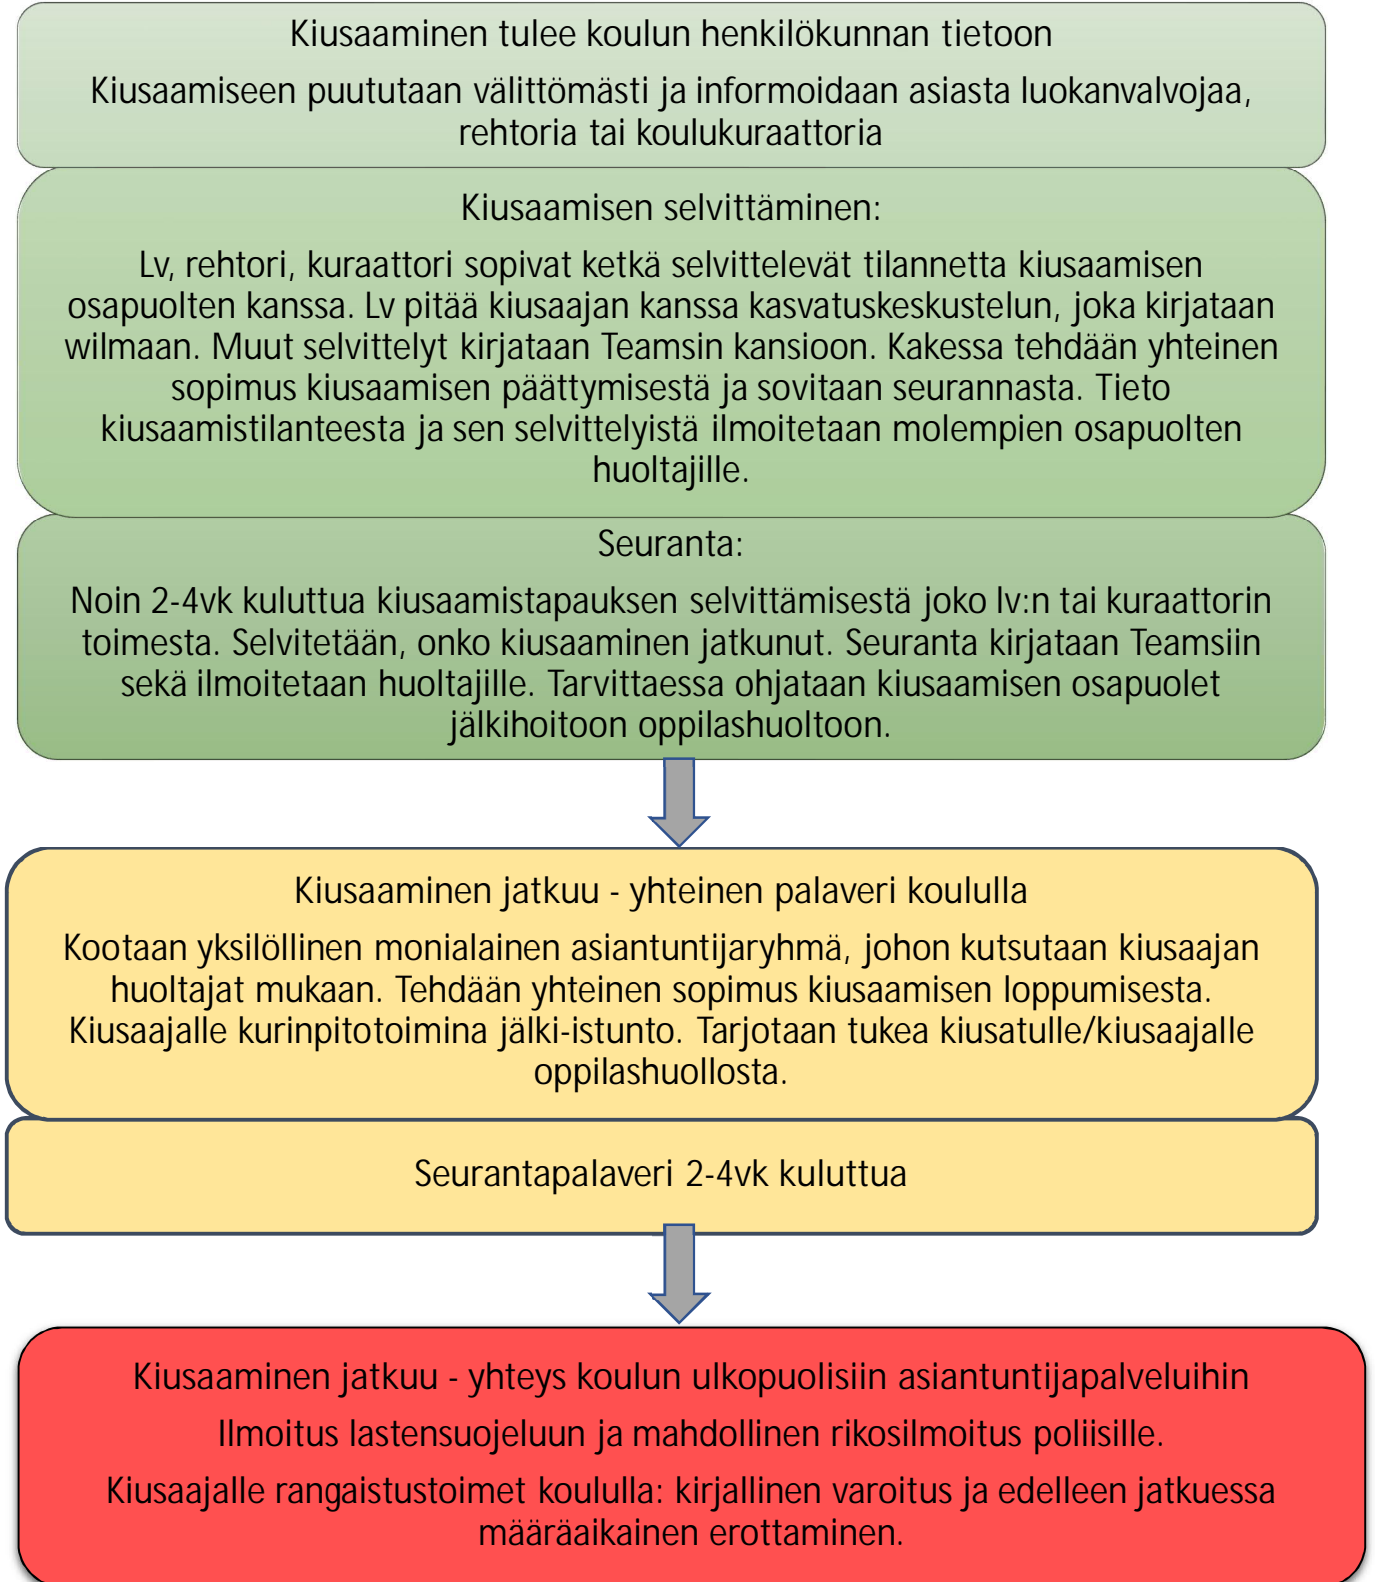 Kiusaaminen tulee koulun henkilökunnan tietoon
Kiusaamiseen puututaan välittömästi ja informoidaan asiasta luokanvalvojaa,
rehtoria tai koulukuraattoria
Kiusaamisen selvittäminen:
Lv, rehtori, kuraattori sopivat ketkä selvittelevät tilannetta kiusaamisen
osapuolten kanssa. Lv pitää kiusaajan kanssa kasvatuskeskustelun, joka kirjataan
wilmaan. Muut selvittelyt kirjataan Teamsin kansioon. Kakessa tehdään yhteinen
sopimus kiusaamisen päättymisestä ja sovitaan seurannasta. Tieto
kiusaamistilanteesta ja sen selvittelyistä ilmoitetaan molempien osapuolten
huoltajille.
Seuranta:
Noin 2-4vk kuluttua kiusaamistapauksen selvittämisestä joko lv:n tai kuraattorin
toimesta. Selvitetään, onko kiusaaminen jatkunut. Seuranta kirjataan Teamsiin
sekä ilmoitetaan huoltajille. Tarvittaessa ohjataan kiusaamisen osapuolet
jälkihoitoon oppilashuoltoon.
Kiusaaminen jatkuu - yhteinen palaveri koululla
Kootaan yksilöllinen monialainen asiantuntijaryhmä, johon kutsutaan kiusaajan
huoltajat mukaan. Tehdään yhteinen sopimus kiusaamisen loppumisesta.
Kiusaajalle kurinpitotoimina jälki-istunto. Tarjotaan tukea kiusatulle/kiusaajalle
oppilashuollosta.
Seurantapalaveri 2-4vk kuluttua
Kiusaaminen jatkuu - yhteys koulun ulkopuolisiin asiantuntijapalveluihin
Ilmoitus lastensuojeluun ja mahdollinen rikosilmoitus poliisille.
Kiusaajalle rangaistustoimet koululla: kirjallinen varoitus ja edelleen jatkuessa
määräaikainen erottaminen.